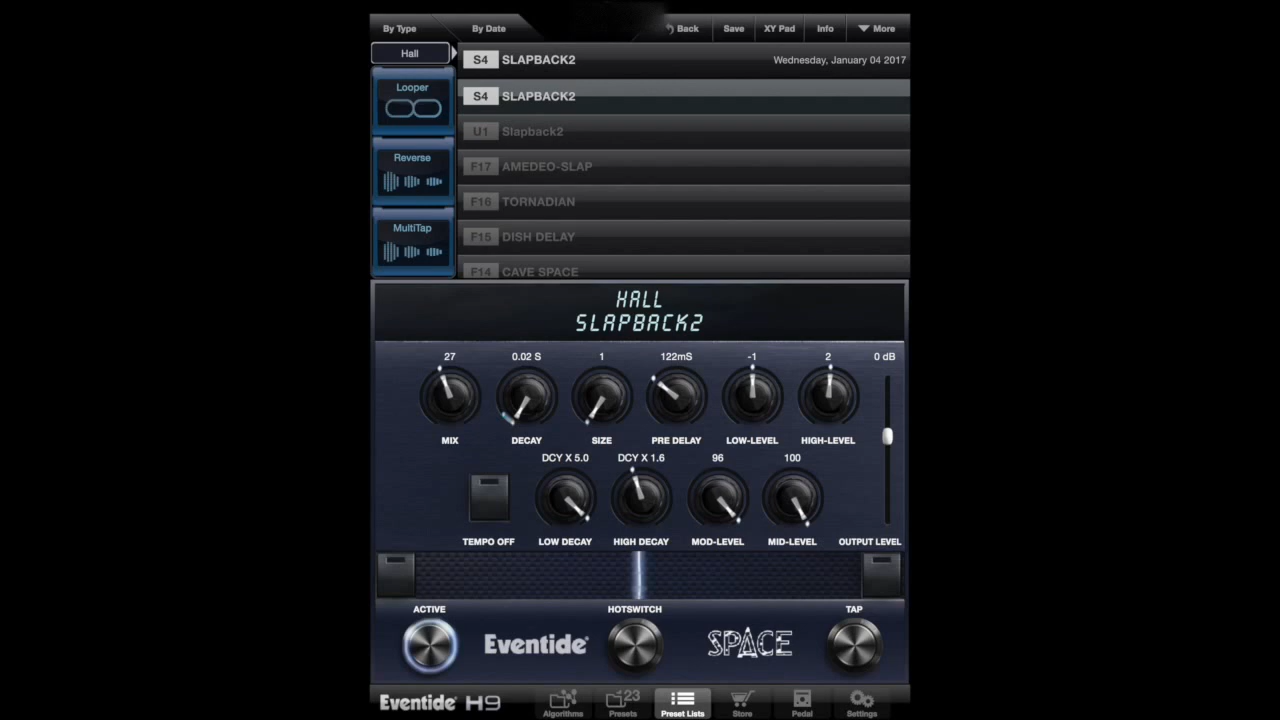 By Type By Date Back Save XY Pad Info More
Hall
S4 SLAPBACK2 Wednesday, January 04 2017
Looper
S4 SLAPBACK2
U1 Slapback2
Reverse
F17 AMEDEO-SLAP
F16 TORNADIAN
MultiTap
F15 DISH DELAY
F14 CAVE SPACE
HALL
SLAPBACK2
27 0.02 S 1 122mS -1 2 0 dB
MIX DECAY SIZE PRE DELAY LOW-LEVEL HIGH-LEVEL
DCY X 5.0 DCY X 1.6 96 100
TEMPO OFF LOW DECAY HIGH DECAY MOD-LEVEL MID-LEVEL OUTPUT LEVEL
ACTIVE HOTSWITCH TAP
Eventide® SPACE
Eventide® H9
123
Algorithms Presets Preset Lists Store Pedal Settings